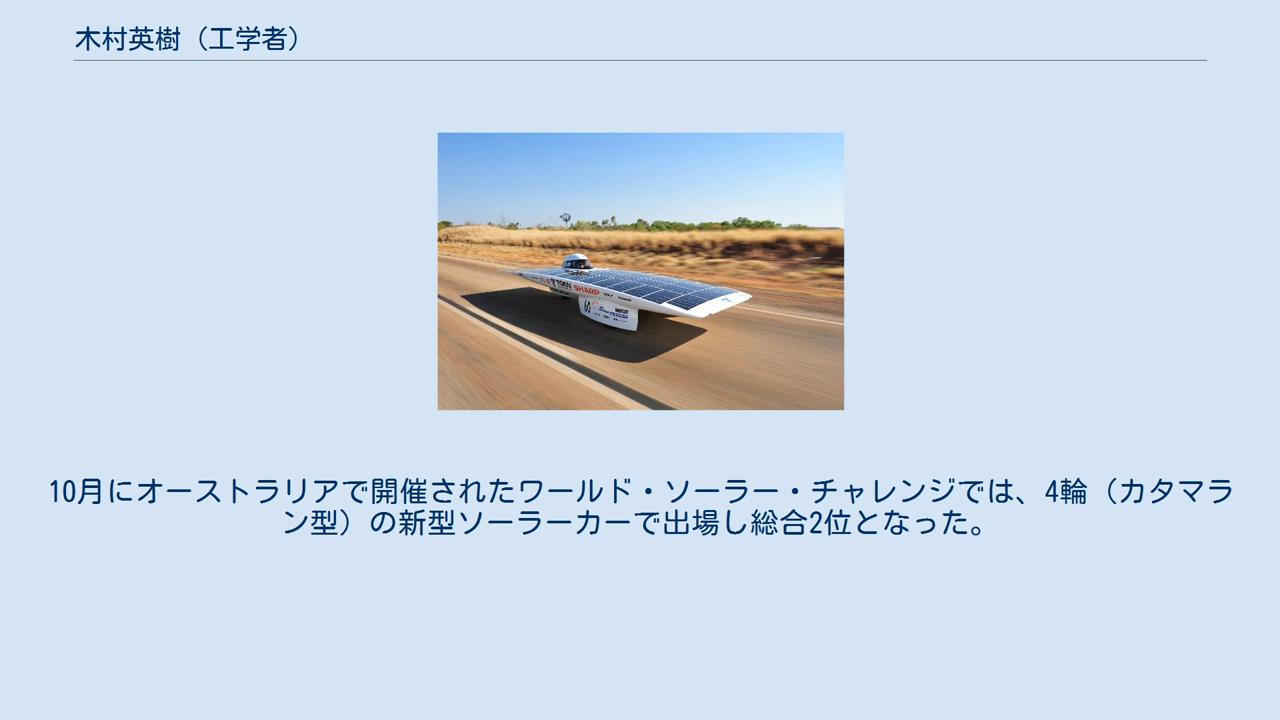 木村英樹（工学者）
TOKAI SHARP
10月にオーストラリアで開催されたワールド・ソーラー・チャレンジでは、4輪（カタマラ
ン型）の新型ソーラーカーで出場し総合2位となった。